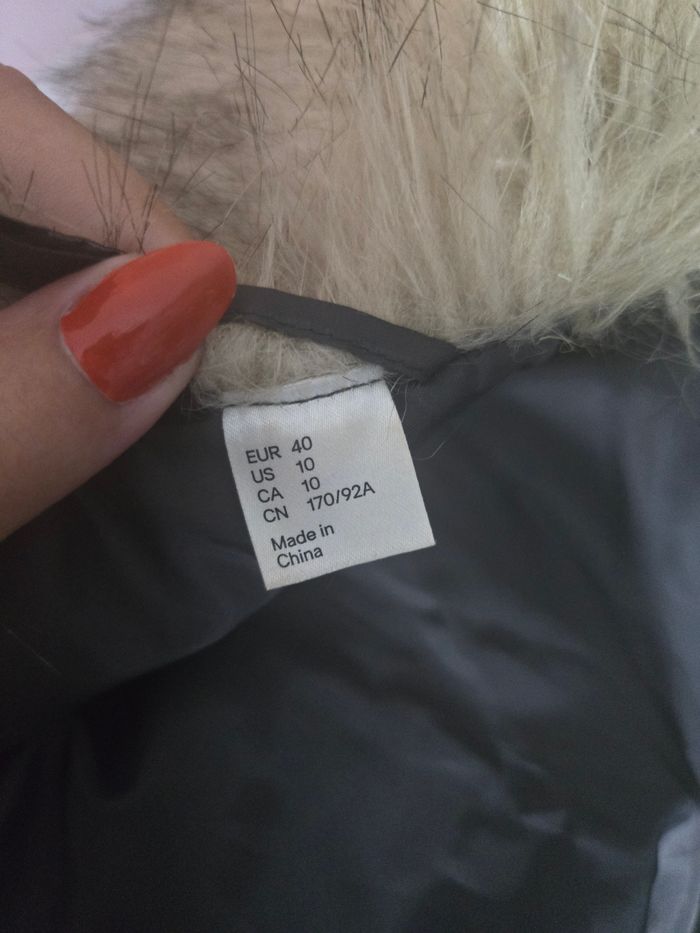 EUR 40
US 10
CA 10
CN 170/92A
Made in
China